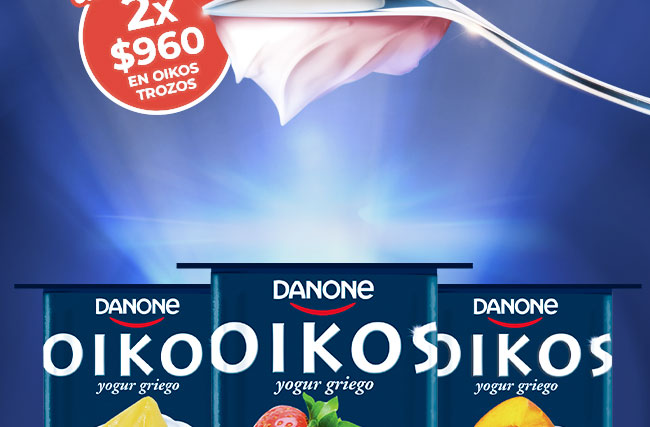 2x
$960
EN OIKOS
TROZOS
DANONE
OIKO
yogur griego
DANONE
OIKOS
yogur griego
DANONE
OIKOS
yogur griego